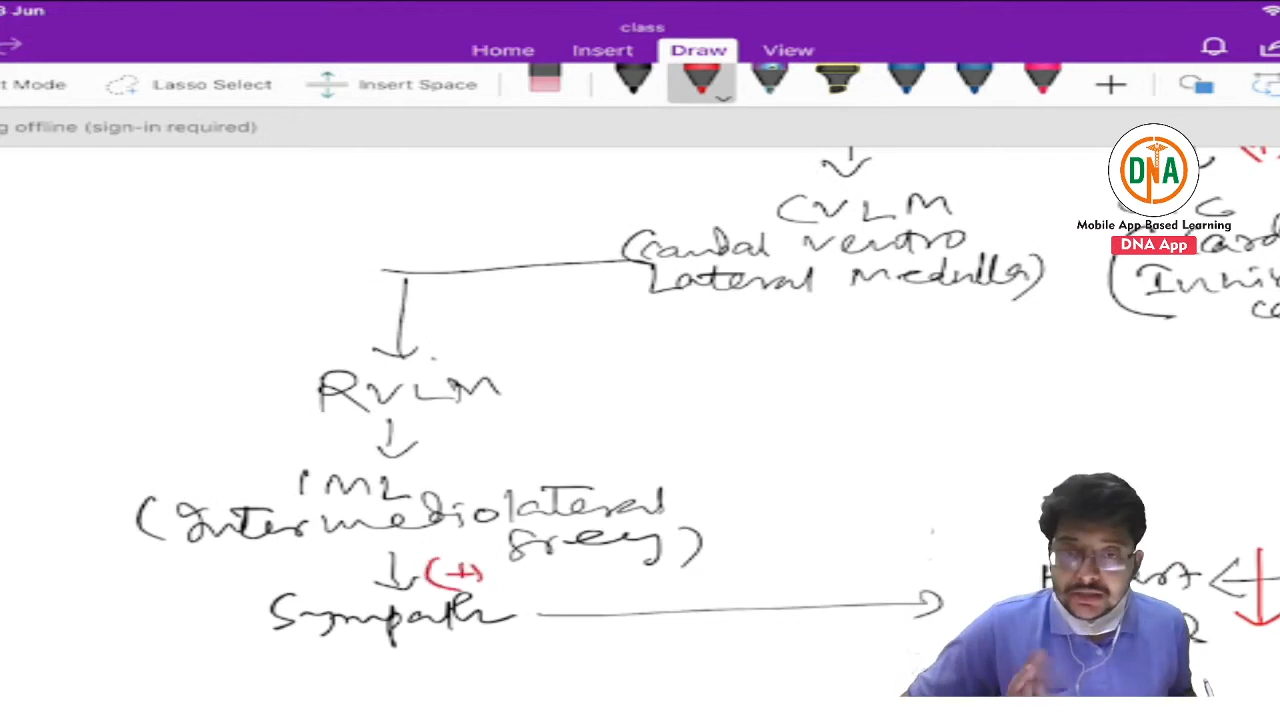 3 Jun
class
Home Insert Draw View
t Mode Lasso Select Insert Space
g offline (sign-in required)
DNA
Mobile App Based Learning
DNA App
CVLM
(Caudal ventro
Lateral medulla)
RVLM
IML
(Intermediolateral
Grey)
(+)
Sympath